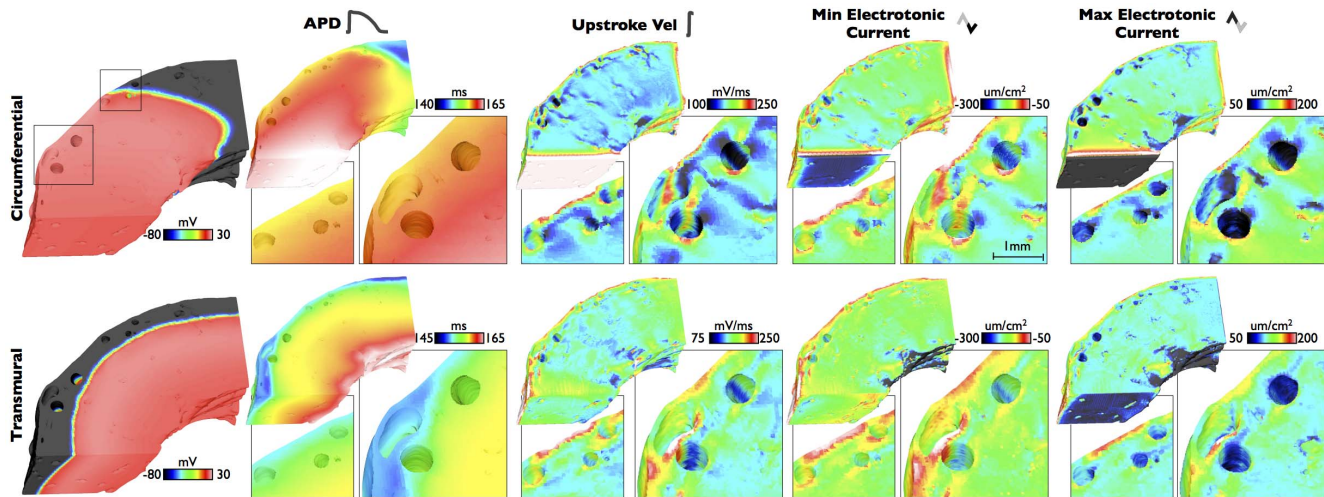 APD
Upstroke Vel
Min Electrotonic
Current
Max Electrotonic
Current
Circumferential
mV
-80 30
ms
140 165
mV/ms
100 250
um/cm²
-300 -50
um/cm²
50 200
1mm
Transmural
mV
-80 30
ms
145 165
mV/ms
75 250
um/cm²
-300 -50
um/cm²
50 200